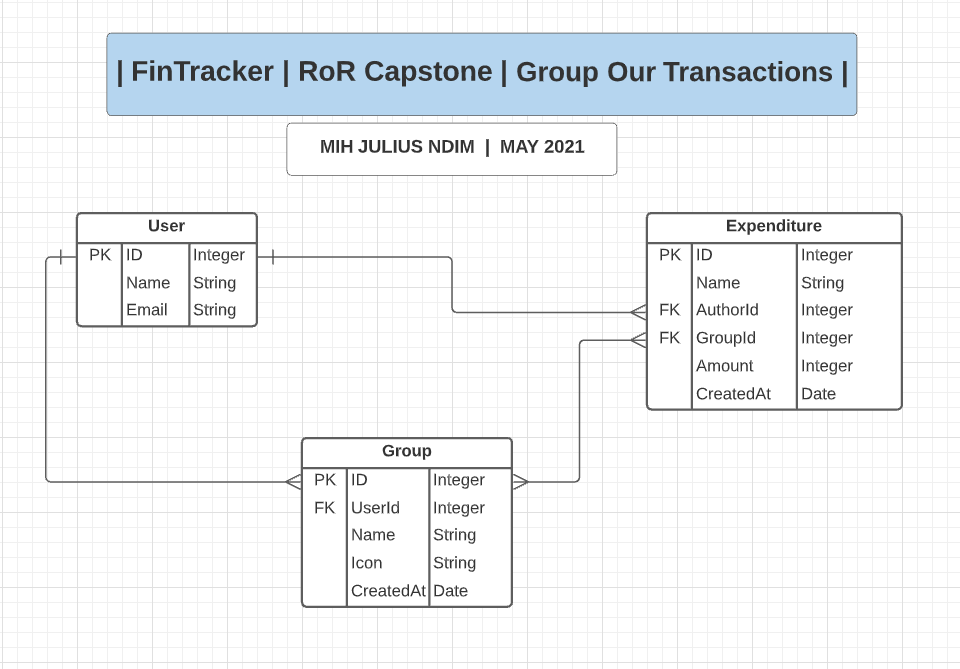 | FinTracker | RoR Capstone | Group Our Transactions |
MIH JULIUS NDIM | MAY 2021
User
PK ID Integer
Name String
Email String
Expenditure
PK ID Integer
Name String
FK AuthorId Integer
FK GroupId Integer
Amount Integer
CreatedAt Date
Group
PK ID Integer
FK UserId Integer
Name String
Icon String
CreatedAt Date